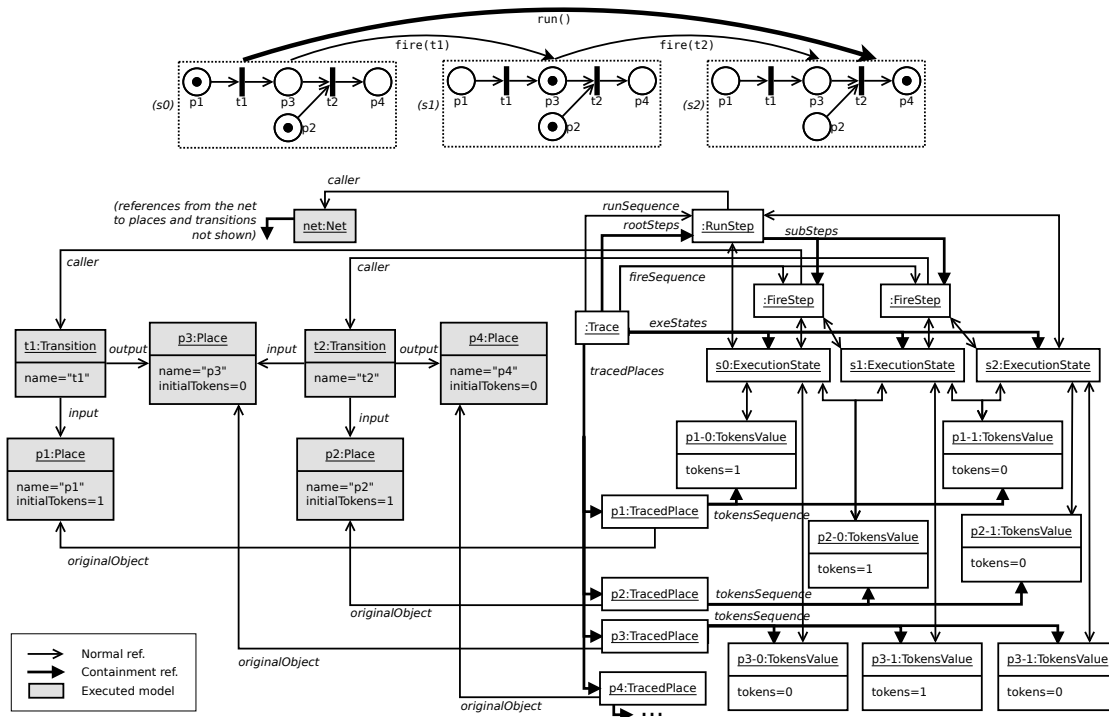 run()
fire(t1)
fire(t2)
(s0)
p1
t1
p3
t2
p4
p2
(s1)
p1
t1
p3
t2
p4
p2
(s2)
p1
t1
p3
t2
p4
p2
caller
(references from the net
to places and transitions
not shown)
net:Net
runSequence
rootSteps
:RunStep
subSteps
caller
caller
fireSequence
:FireStep
:FireStep
:Trace
exeStates
t1:Transition
name="t1"
output
p3:Place
name="p3"
initialTokens=0
input
t2:Transition
name="t2"
output
p4:Place
name="p4"
initialTokens=0
tracedPlaces
s0:ExecutionState
s1:ExecutionState
s2:ExecutionState
input
input
p1:Place
name="p1"
initialTokens=1
p2:Place
name="p2"
initialTokens=1
p1-0:TokensValue
tokens=1
p1-1:TokensValue
tokens=0
p1:TracedPlace
tokensSequence
originalObject
p2-0:TokensValue
tokens=1
p2-1:TokensValue
tokens=0
p2:TracedPlace
tokensSequence
originalObject
tokensSequence
p3:TracedPlace
originalObject
p3-0:TokensValue
tokens=0
p3-1:TokensValue
tokens=1
p3-1:TokensValue
tokens=0
p4:TracedPlace
originalObject
...
Normal ref.
Containment ref.
Executed model